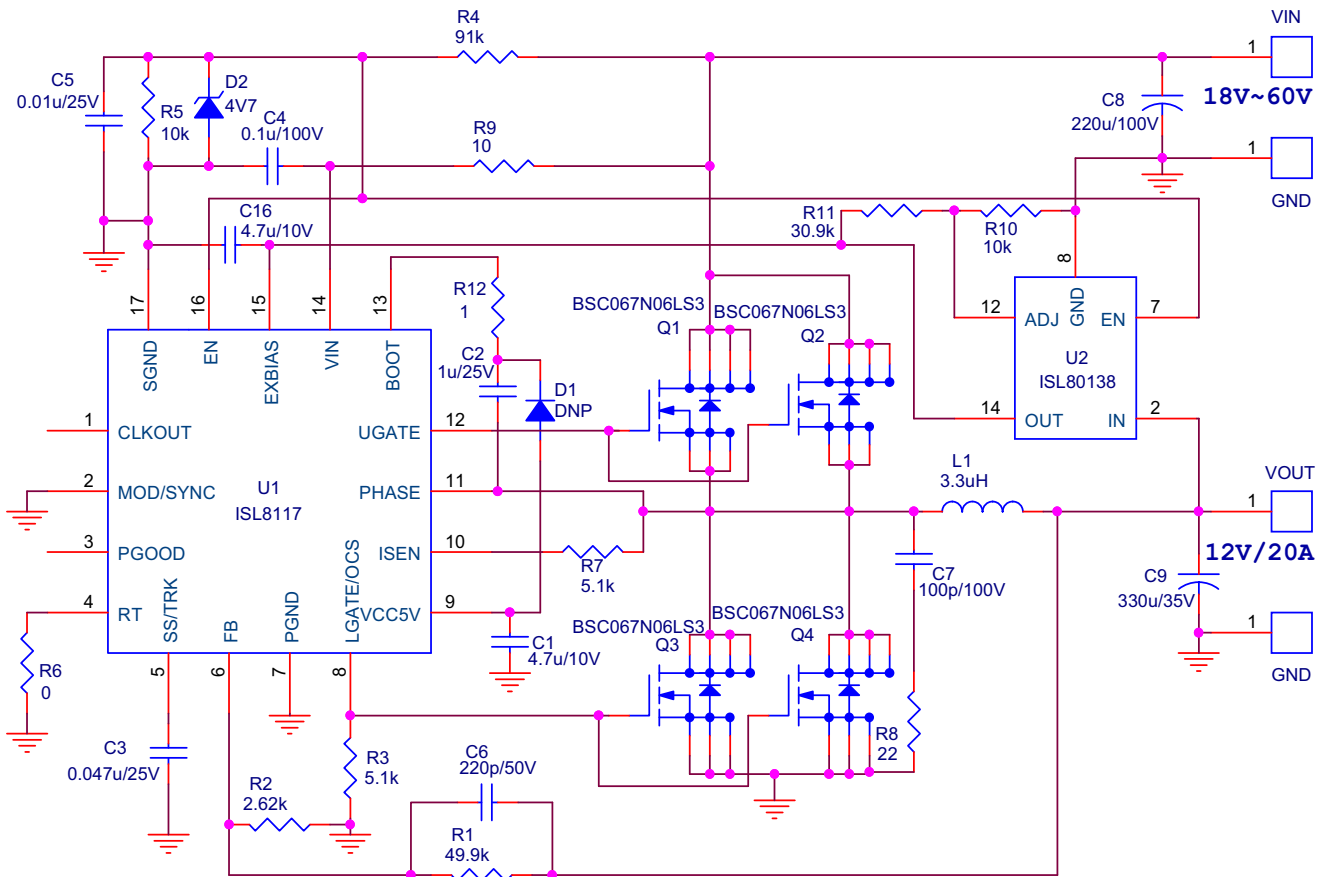 R4
91k
VIN
1
18V~60V
C5
0.01u/25V
R5
10k
D2
4V7
C4
0.1u/100V
R9
10
C8
220u/100V
1
GND
C16
4.7u/10V
R11
30.9k
R10
10k
17
16
15
14
13
SGND
EN
EXBIAS
VIN
BOOT
R12
1
C2
1u/25V
D1
DNP
BSC067N06LS3
Q1
BSC067N06LS3
Q2
8
GND
12
ADJ
EN
7
U2
ISL80138
14
OUT
IN
2
1
CLKOUT
UGATE
12
2
MOD/SYNC
PHASE
11
U1
ISL8117
3
PGOOD
ISEN
10
4
RT
VCC5V
9
SS/TRK
FB
PGND
LGATE/OCS
5
6
7
8
R7
5.1k
L1
3.3uH
VOUT
1
12V/20A
C7
100p/100V
C9
330u/35V
1
GND
C1
4.7u/10V
BSC067N06LS3
Q3
BSC067N06LS3
Q4
R8
22
R6
0
C3
0.047u/25V
R2
2.62k
R3
5.1k
C6
220p/50V
R1
49.9k